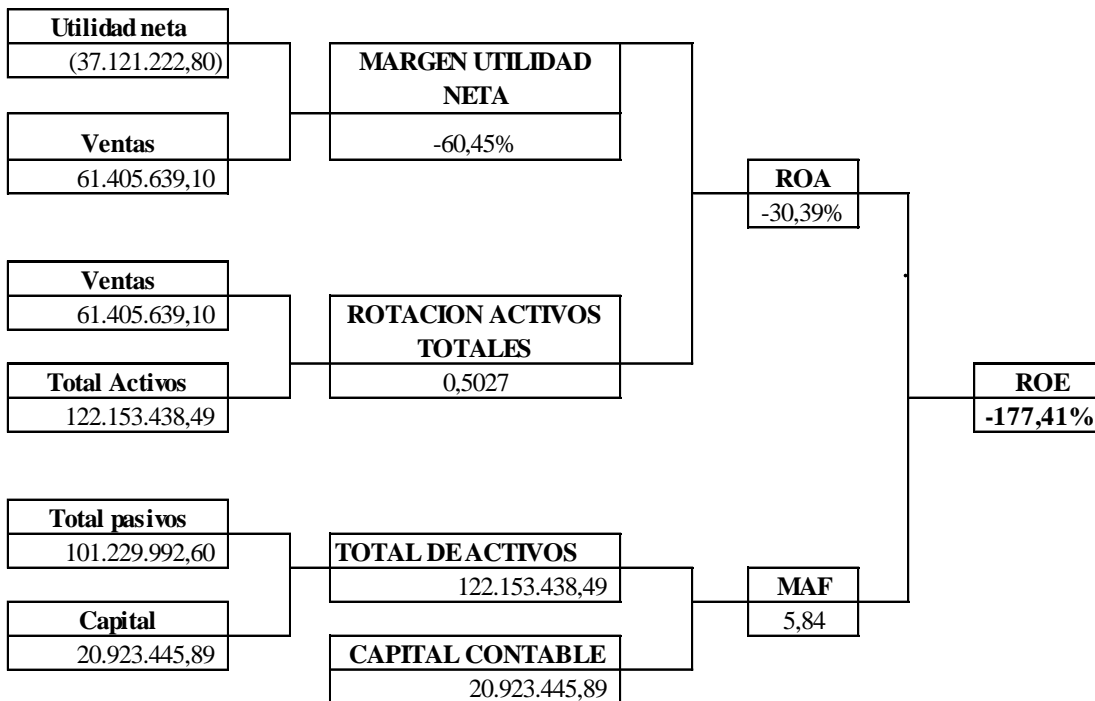 Utilidad neta
(37.121.222,80)
MARGEN UTILIDAD
NETA
-60,45%
Ventas
61.405.639,10
ROA
-30,39%
Ventas
61.405.639,10
ROTACION ACTIVOS
TOTALES
0,5027
Total Activos
122.153.438,49
ROE
-177,41%
Total pasivos
101.229.992,60
TOTAL DE ACTIVOS
122.153.438,49
Capital
20.923.445,89
MAF
5,84
CAPITAL CONTABLE
20.923.445,89